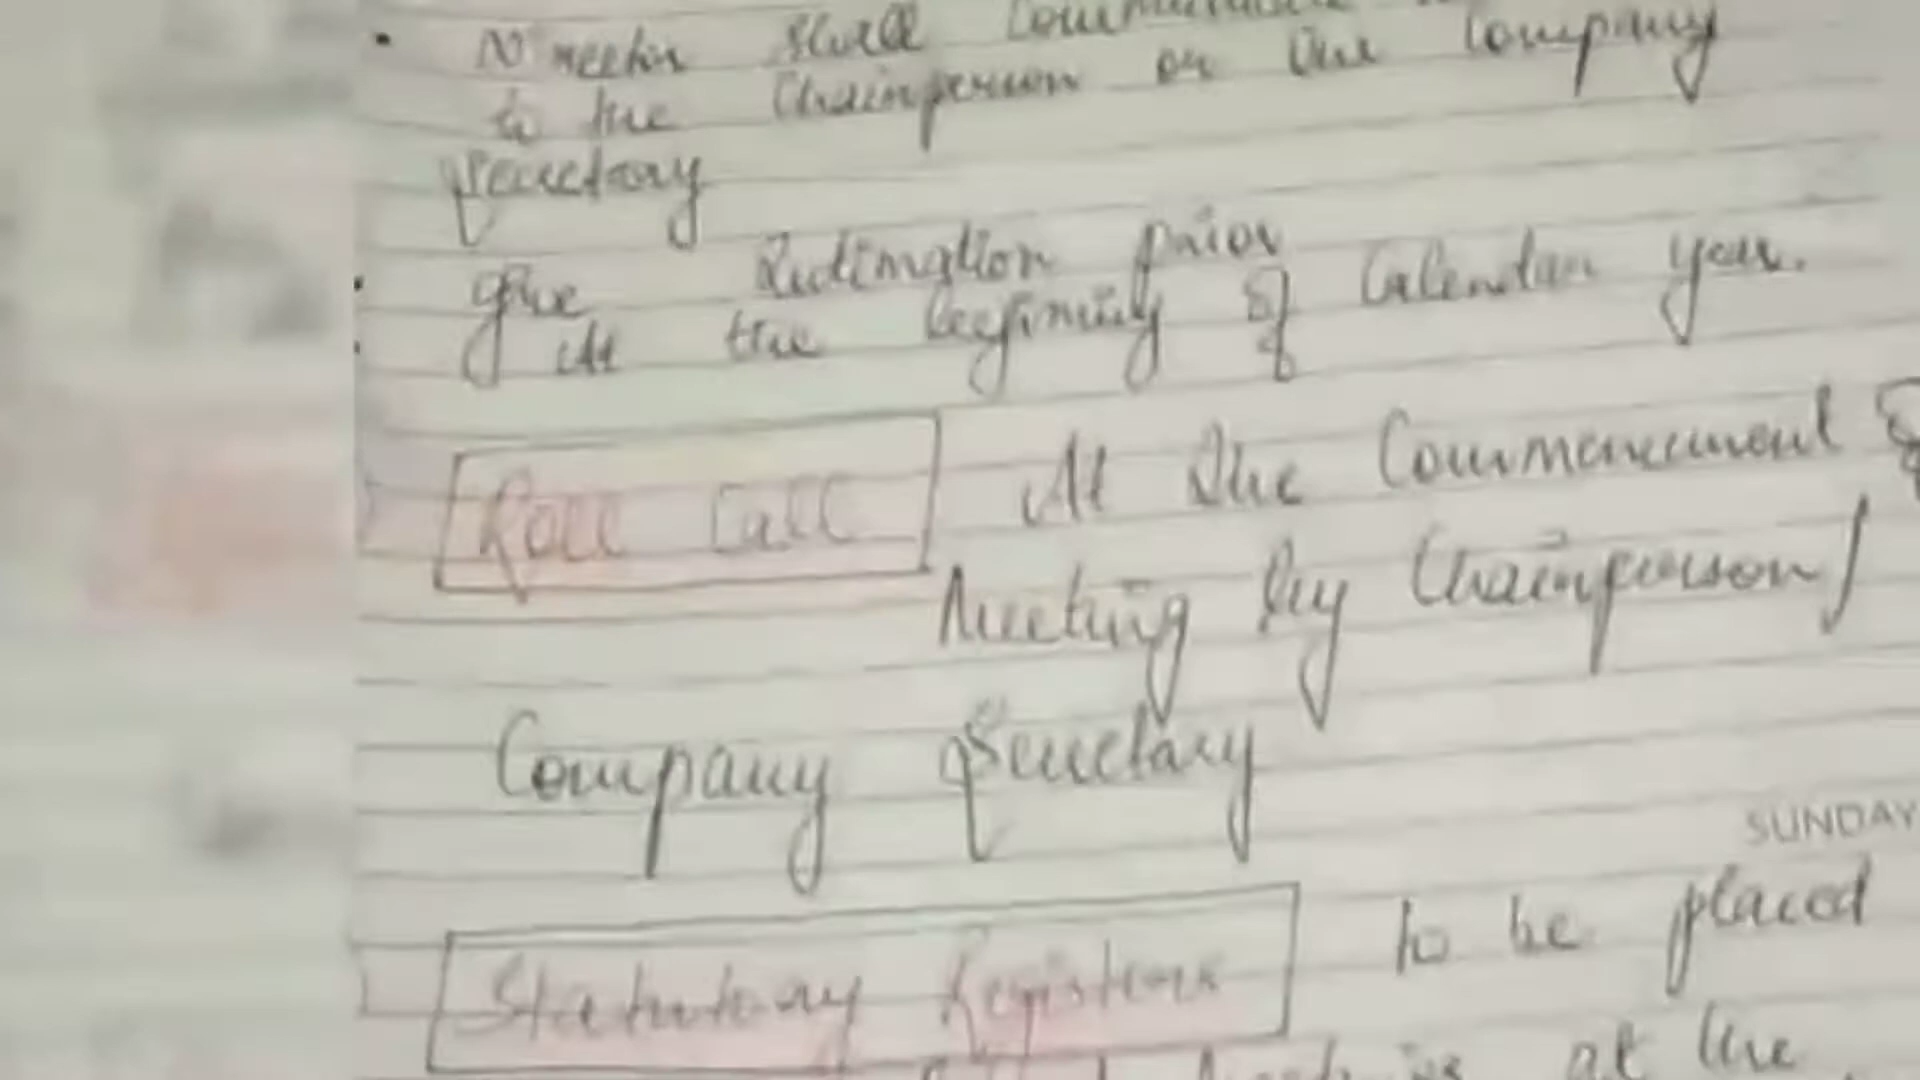 • Director shall communicate
to the Chairperson or the Company
Secretary
• give Intimation prior
• At the beginning of Calendar year.
Roll Call At the Commencement of
Meeting by Chairperson/
Company Secretary
SUNDAY
Statutory Registers to be placed
at the